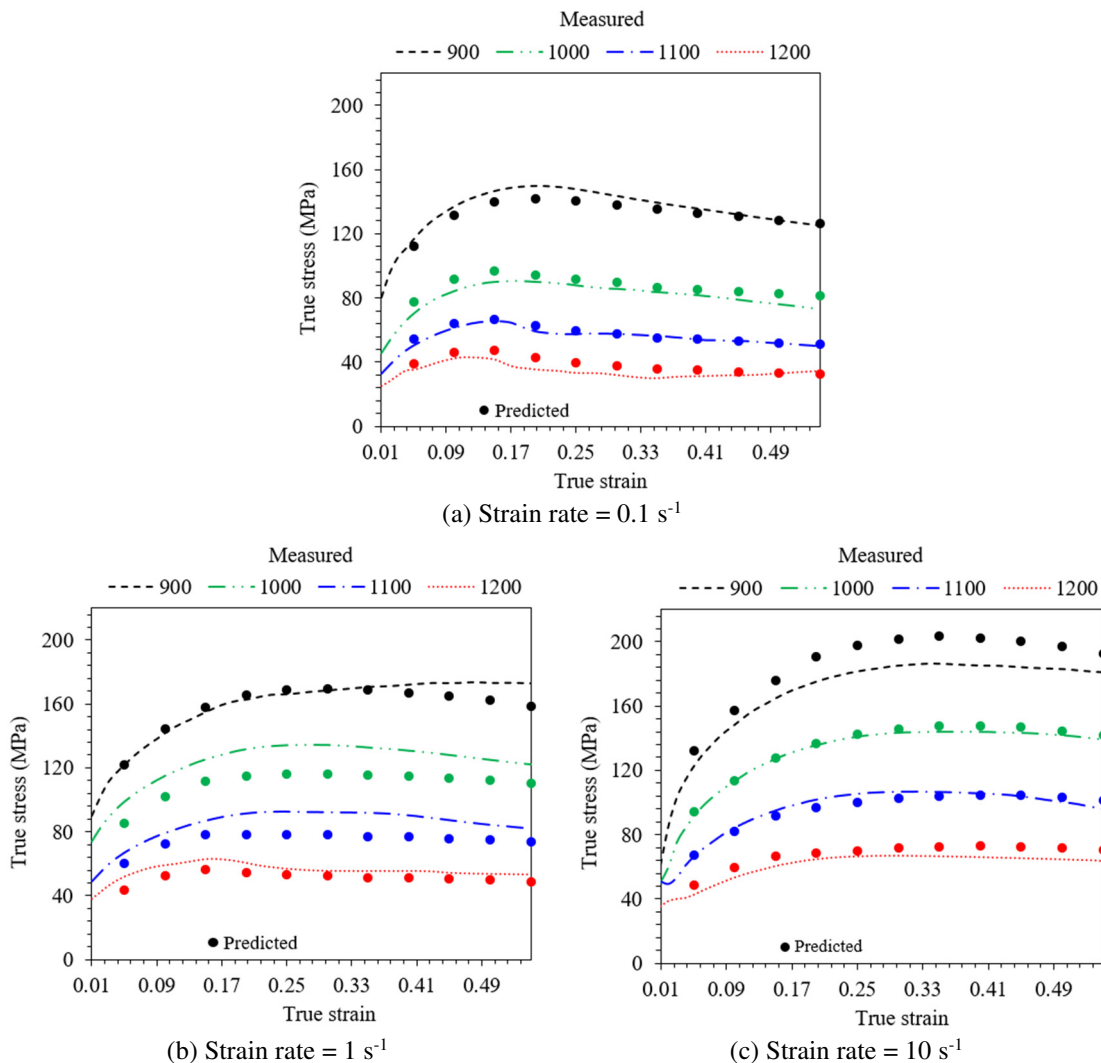 Measured
900 1000 1100 1200
200
160
120
80
40
0
True stress (MPa)
Predicted
0.01 0.09 0.17 0.25 0.33 0.41 0.49
True strain
(a) Strain rate = 0.1 s-1
Measured
900 1000 1100 1200
200
160
120
80
40
0
True stress (MPa)
Predicted
0.01 0.09 0.17 0.25 0.33 0.41 0.49
True strain
(b) Strain rate = 1 s-1
Measured
900 1000 1100 1200
200
160
120
80
40
0
True stress (MPa)
Predicted
0.01 0.09 0.17 0.25 0.33 0.41 0.49
True strain
(c) Strain rate = 10 s-1